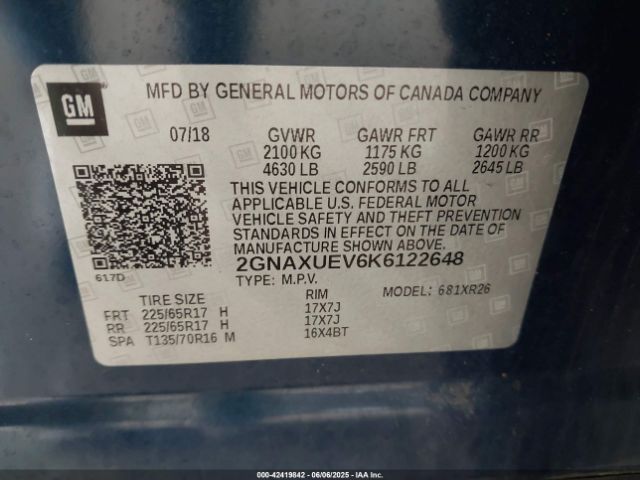 GM
MFD BY GENERAL MOTORS OF CANADA COMPANY
07/18 GVWR GAWR FRT GAWR RR
2100 KG 1175 KG 1200 KG
4630 LB 2590 LB 2645 LB
THIS VEHICLE CONFORMS TO ALL
APPLICABLE U.S. FEDERAL MOTOR
VEHICLE SAFETY AND THEFT PREVENTION
STANDARDS IN EFFECT ON THE DATE
OF MANUFACTURE SHOWN ABOVE.
617D 2GNAXUEV6K6122648
TYPE: M.P.V. MODEL: 681XR26
TIRE SIZE RIM
FRT 225/65R17 H 17X7J
RR 225/65R17 H 17X7J
SPA T135/70R16 M 16X4BT
000-42419842 | 06/06/2025 - IAAI.com